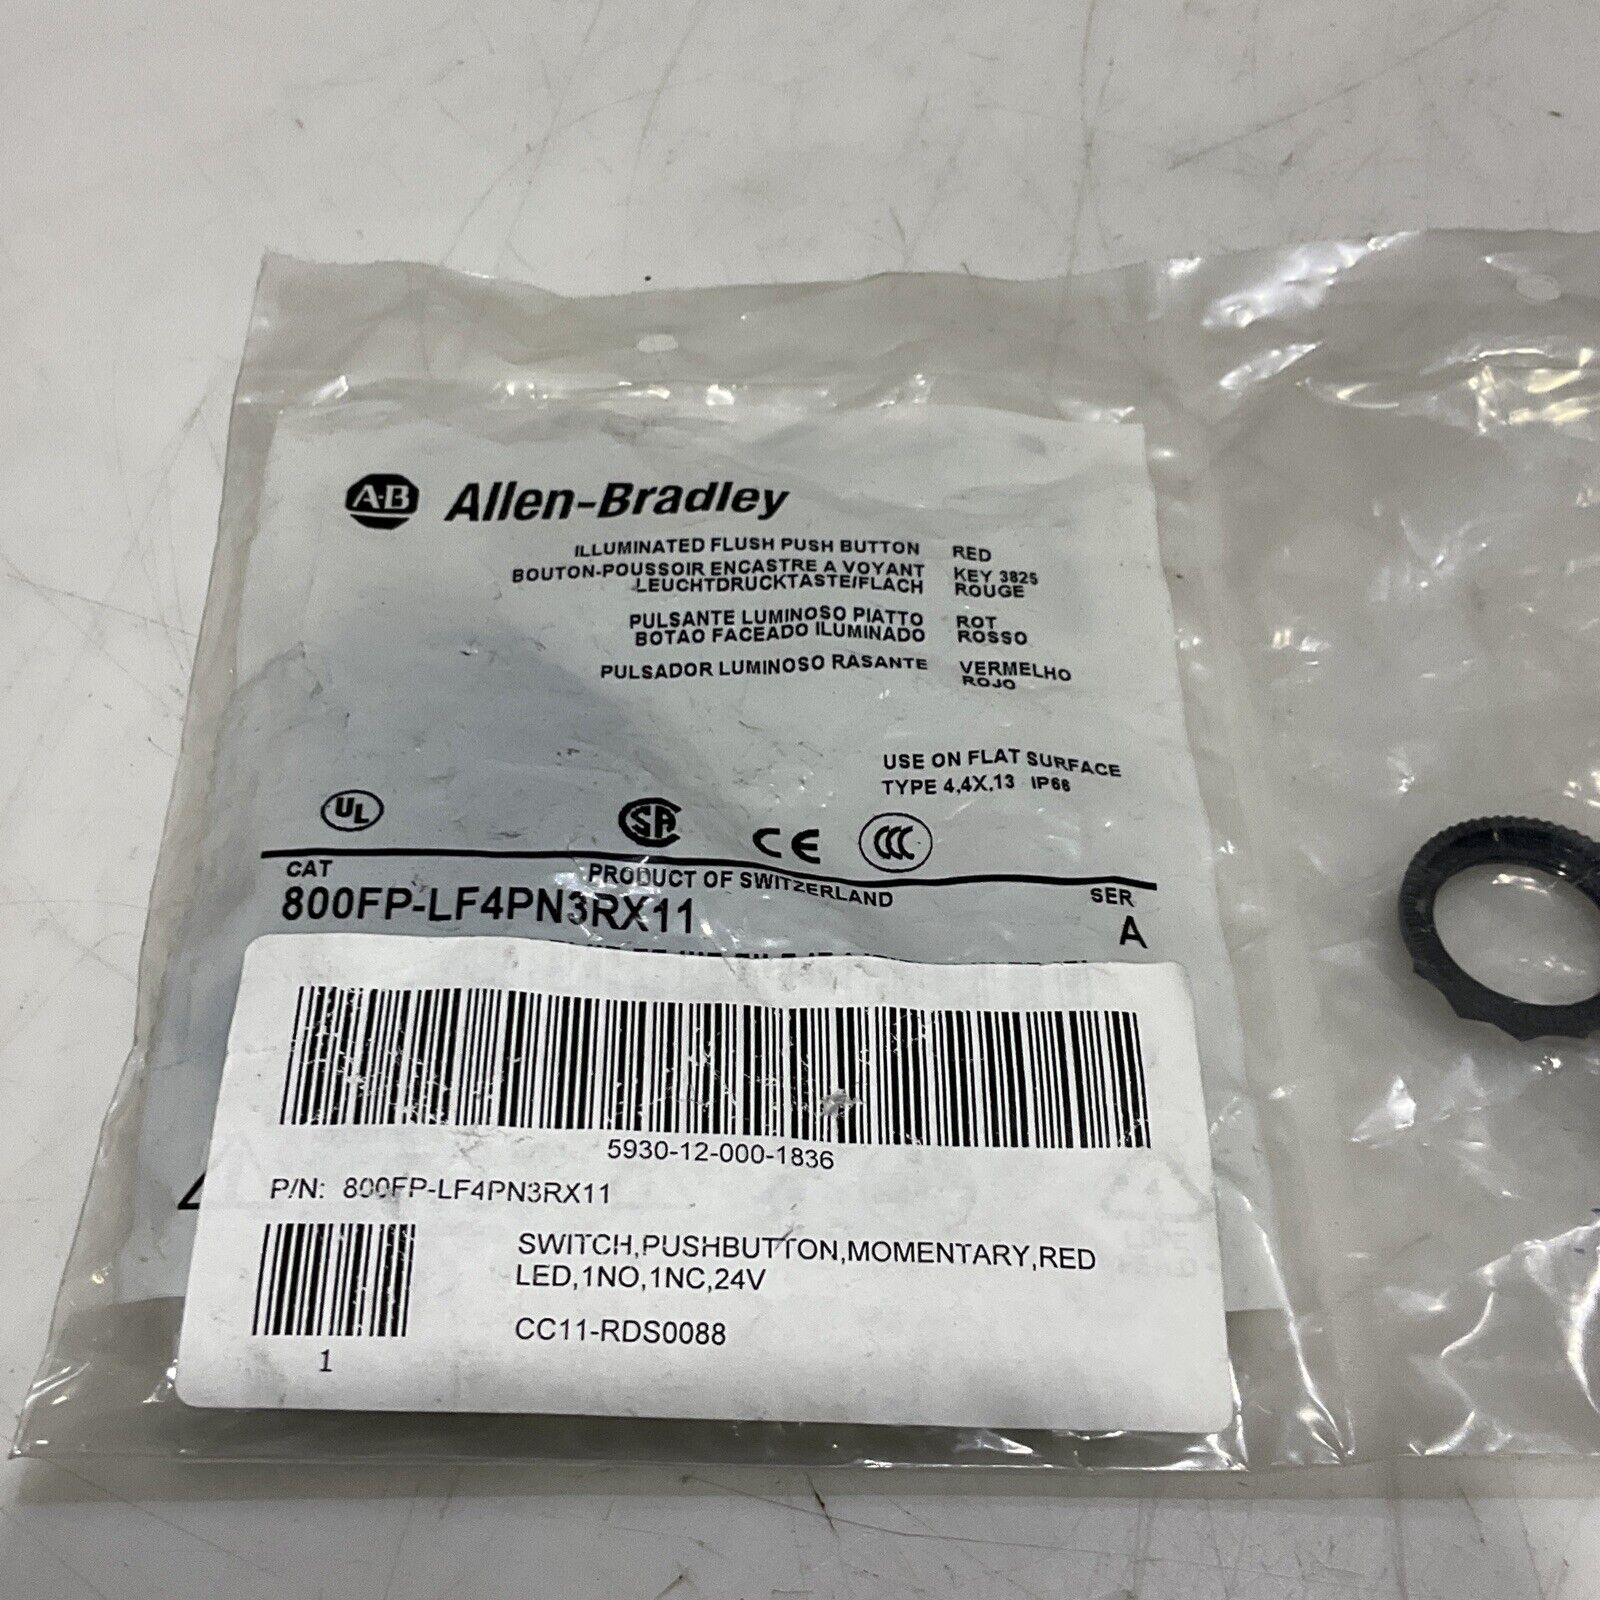 A-B Allen-Bradley
ILLUMINATED FLUSH PUSH BUTTON RED
BOUTON-POUSSOIR ENCASTRE A VOYANT KEY 3825
LEUCHTDRUCKTASTE/FLACH ROUGE
PULSANTE LUMINOSO PIATTO ROT
BOTAO FACEADO ILUMINADO ROSSO
PULSADOR LUMINOSO RASANTE VERMELHO
ROJO
USE ON FLAT SURFACE
TYPE 4,4X,13 IP66
UL SA CE CCC
CAT PRODUCT OF SWITZERLAND SER
800FP-LF4PN3RX11 A
5930-12-000-1836
P/N: 800FP-LF4PN3RX11
SWITCH,PUSHBUTTON,MOMENTARY,RED
LED,1NO,1NC,24V
CC11-RDS0088
1